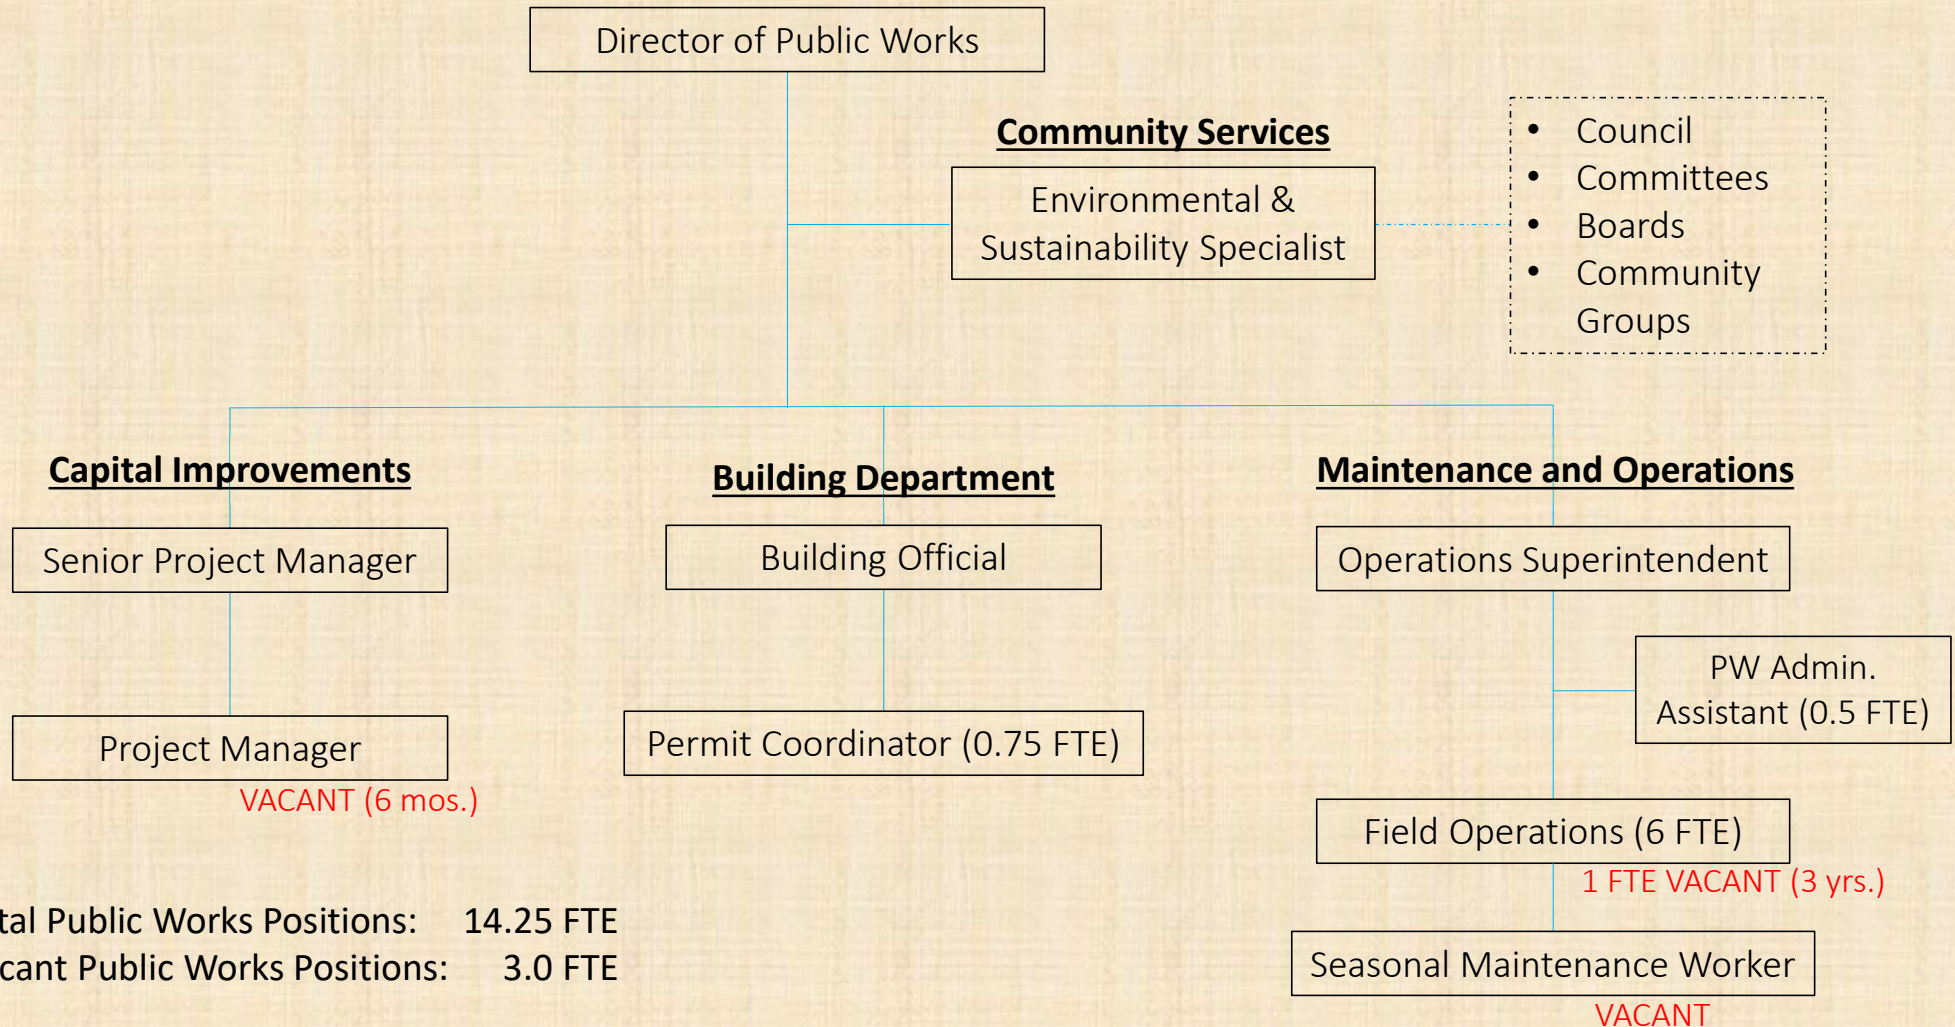 Director of Public Works
Community Services
Environmental &
Sustainability Specialist
• Council
• Committees
• Boards
• Community
Groups
Capital Improvements
Senior Project Manager
Project Manager
VACANT (6 mos.)
Building Department
Building Official
Permit Coordinator (0.75 FTE)
Maintenance and Operations
Operations Superintendent
PW Admin.
Assistant (0.5 FTE)
Field Operations (6 FTE)
1 FTE VACANT (3 yrs.)
Seasonal Maintenance Worker
VACANT
tal Public Works Positions: 14.25 FTE
cant Public Works Positions: 3.0 FTE